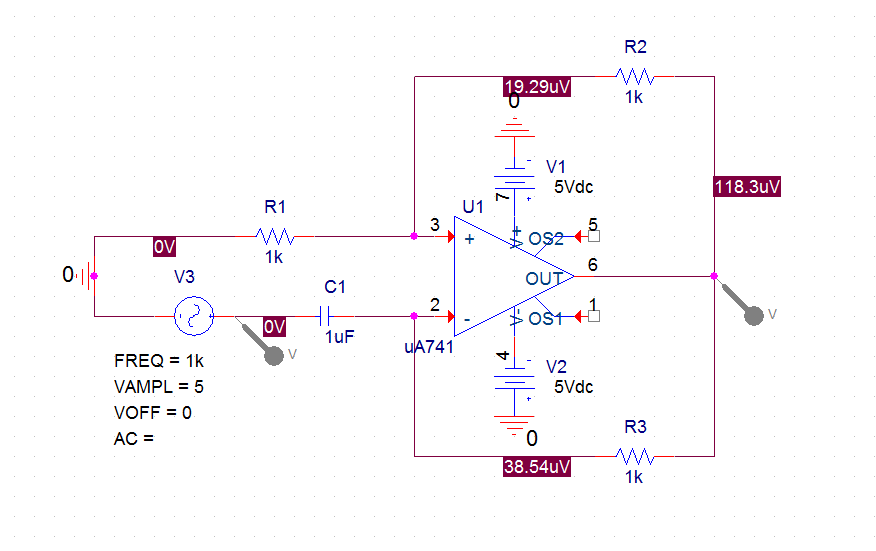 R2
19.29uV
1k
0
V1
5Vdc
7
118.3uV
R1
U1
3
+
V+
OS2
5
0V
1k
0
V3
OUT
6
C1
2
-
V-
OS1
1
0V
1uF
uA741
V
V
4
V2
5Vdc
FREQ = 1k
VAMPL = 5
VOFF = 0
AC =
0
R3
38.54uV
1k